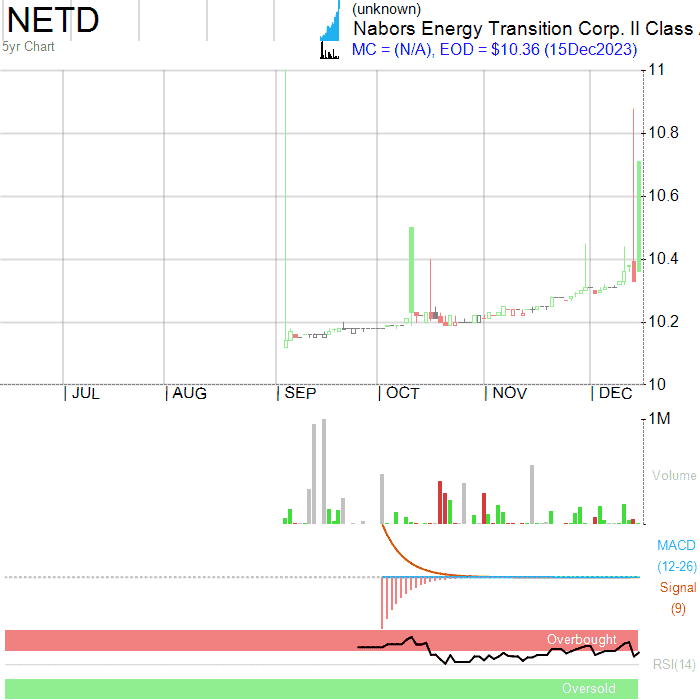 NETD
(unknown)
Nabors Energy Transition Corp. II Class
5yr Chart
MC = (N/A), EOD = $10.36 (15Dec2023)
11
10.8
10.6
10.4
10.2
10
JUL AUG SEP OCT NOV DEC
1M
Volume
MACD
(12-26)
Signal
(9)
Overbought
RSI(14)
Oversold